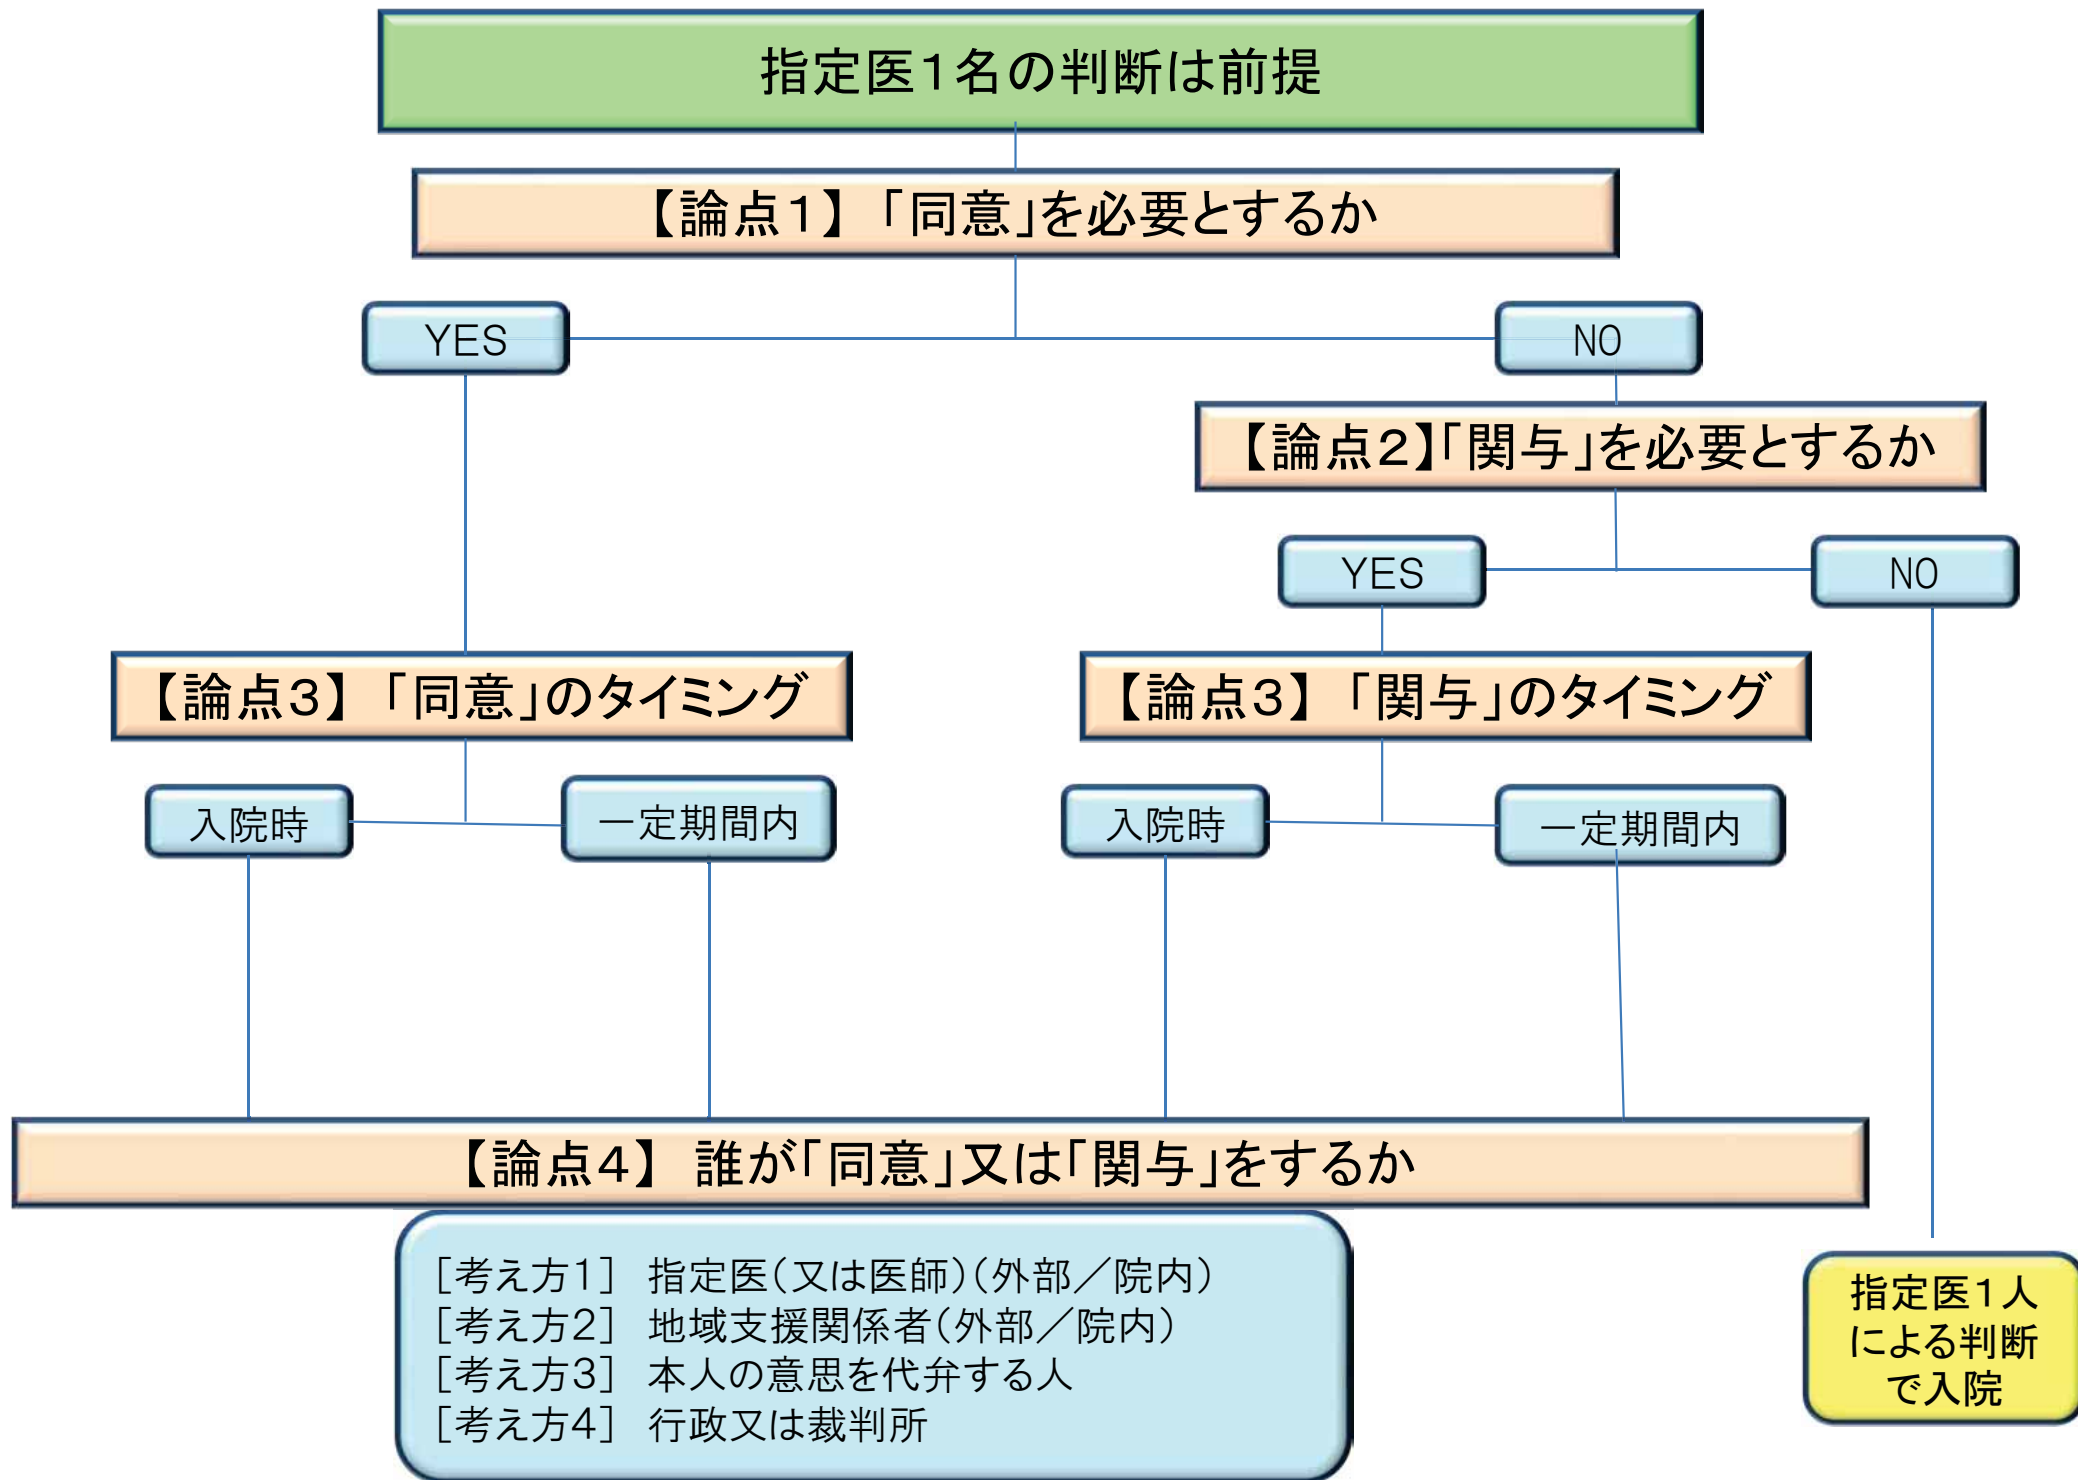 指定医1名の判断は前提
【論点1】「同意」を必要とするか
YES
NO
【論点2】「関与」を必要とするか
YES
NO
【論点3】「同意」のタイミング
【論点3】「関与」のタイミング
入院時
一定期間内
入院時
一定期間内
【論点4】 誰が「同意」又は「関与」をするか
[考え方1] 指定医(又は医師)(外部／院内)
[考え方2] 地域支援関係者(外部／院内)
[考え方3] 本人の意思を代弁する人
[考え方4] 行政又は裁判所
指定医1人
による判断
で入院